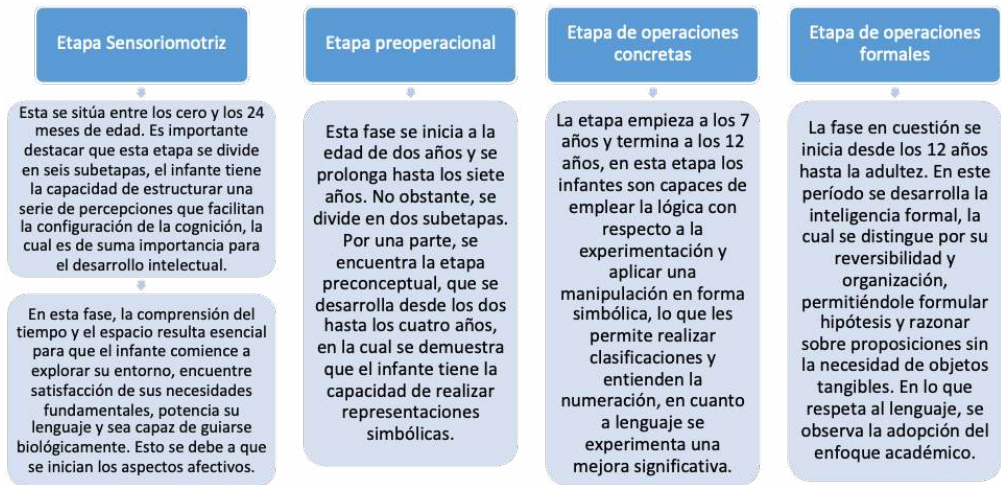 Etapa Sensoriomotriz
Esta se sitúa entre los cero y los 24
meses de edad. Es importante
destacar que esta etapa se divide
en seis subetapas, el infante tiene
la capacidad de estructurar una
serie de percepciones que facilitan
la configuración de la cognición, la
cual es de suma importancia para
el desarrollo intelectual.
En esta fase, la comprensión del
tiempo y el espacio resulta esencial
para que el infante comience a
explorar su entorno, encuentre
satisfacción de sus necesidades
fundamentales, potencia su
lenguaje y sea capaz de guiarse
biológicamente. Esto se debe a que
se inician los aspectos afectivos.
Etapa preoperacional
Esta fase se inicia a la
edad de dos años y se
prolonga hasta los siete
años. No obstante, se
divide en dos subetapas.
Por una parte, se
encuentra la etapa
preconceptual, que se
desarrolla desde los dos
hasta los cuatro años,
en la cual se demuestra
que el infante tiene la
capacidad de realizar
representaciones
simbólicas.
Etapa de operaciones
concretas
La etapa empieza a los 7
años y termina a los 12
años, en esta etapa los
infantes son capaces de
emplear la lógica con
respecto a la
experimentación y
aplicar una
manipulación en forma
simbólica, lo que les
permite realizar
clasificaciones y
entienden la
numeración, en cuanto
a lenguaje se
experimenta una
mejora significativa.
Etapa de operaciones
formales
La fase en cuestión se
inicia desde los 12 años
hasta la adultez. En este
período se desarrolla la
inteligencia formal, la
cual se distingue por su
reversibilidad y
organización,
permitiéndole formular
hipótesis y razonar
sobre proposiciones sin
la necesidad de objetos
tangibles. En lo que
respeta al lenguaje, se
observa la adopción del
enfoque académico.